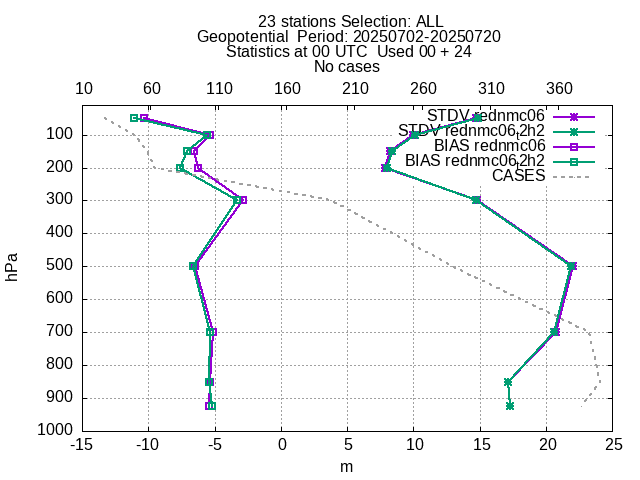 23 stations Selection: ALL
Geopotential  Period: 20250702-20250720
Statistics at 00 UTC  Used 00 + 24
No cases
10 60 110 160 210 260 310 360
STDV rednmc06
STDV rednmc06,2h2
BIAS rednmc06
BIAS rednmc06,2h2
CASES
100
200
300
400
500
600
700
800
900
1000
hPa
-15 -10 -5 0 5 10 15 20 25
m